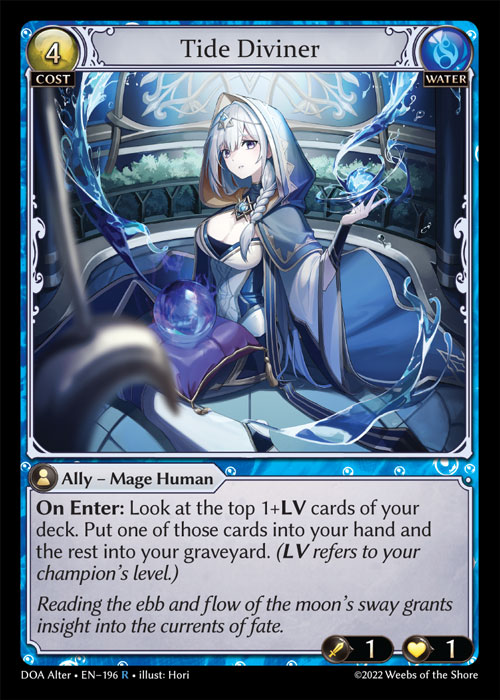 4
Tide Diviner
COST
WATER
Ally – Mage Human
On Enter: Look at the top 1+LV cards of your
deck. Put one of those cards into your hand and
the rest into your graveyard. (LV refers to your
champion's level.)
Reading the ebb and flow of the moon's sway grants
insight into the currents of fate.
1
1
DOA Alter • EN–196 R • illust: Hori
©2022 Weebs of the Shore